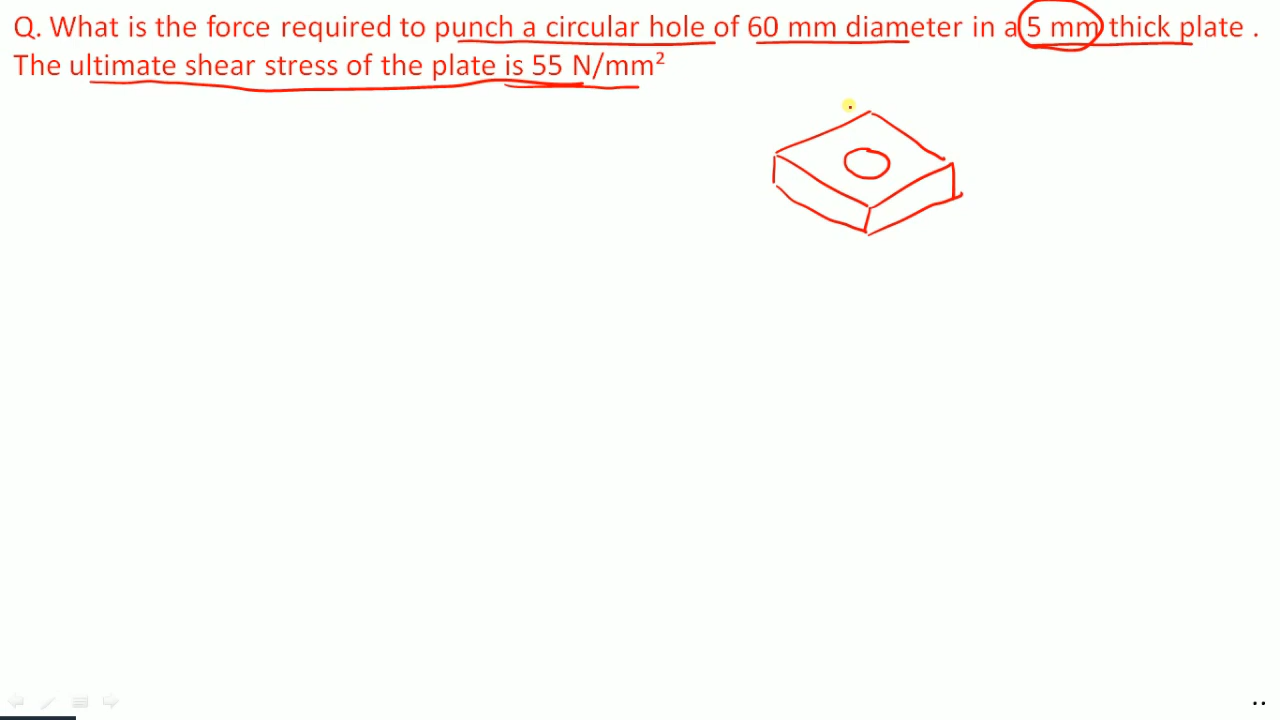 Q. What is the force required to punch a circular hole of 60 mm diameter in a 5 mm thick plate .
The ultimate shear stress of the plate is 55 N/mm²